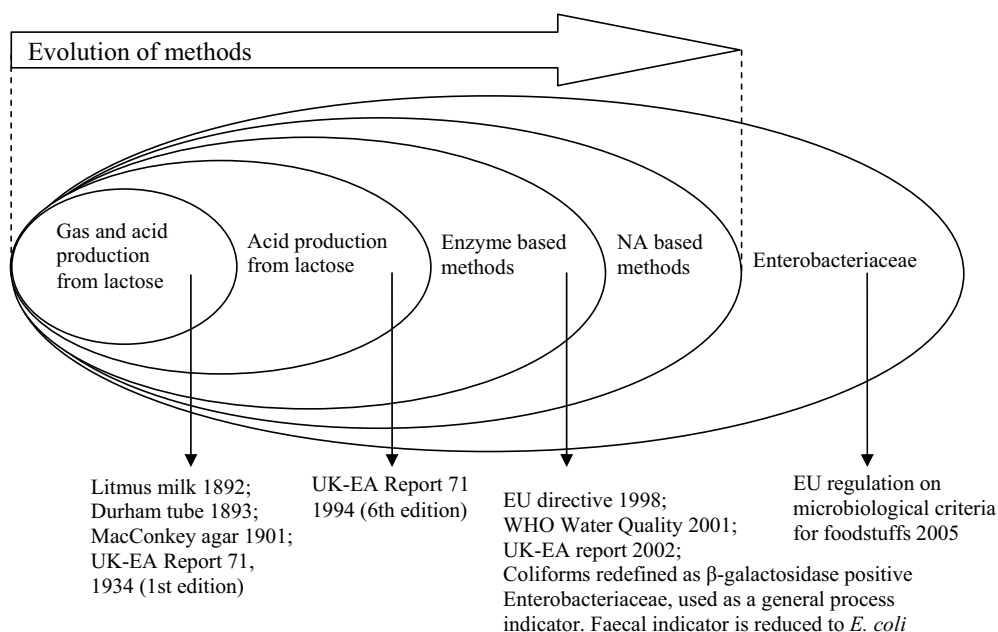 Evolution of methods
Gas and acid
production
from lactose
Acid production
from lactose
Enzyme based
methods
NA based
methods
Enterobacteriaceae
Litmus milk 1892;
Durham tube 1893;
MacConkey agar 1901;
UK-EA Report 71,
1934 (1st edition)
UK-EA Report 71
1994 (6th edition)
EU directive 1998;
WHO Water Quality 2001;
UK-EA report 2002;
Coliforms redefined as β-galactosidase positive
Enterobacteriaceae, used as a general process
indicator. Faecal indicator is reduced to E. coli
EU regulation on
microbiological criteria
for foodstuffs 2005